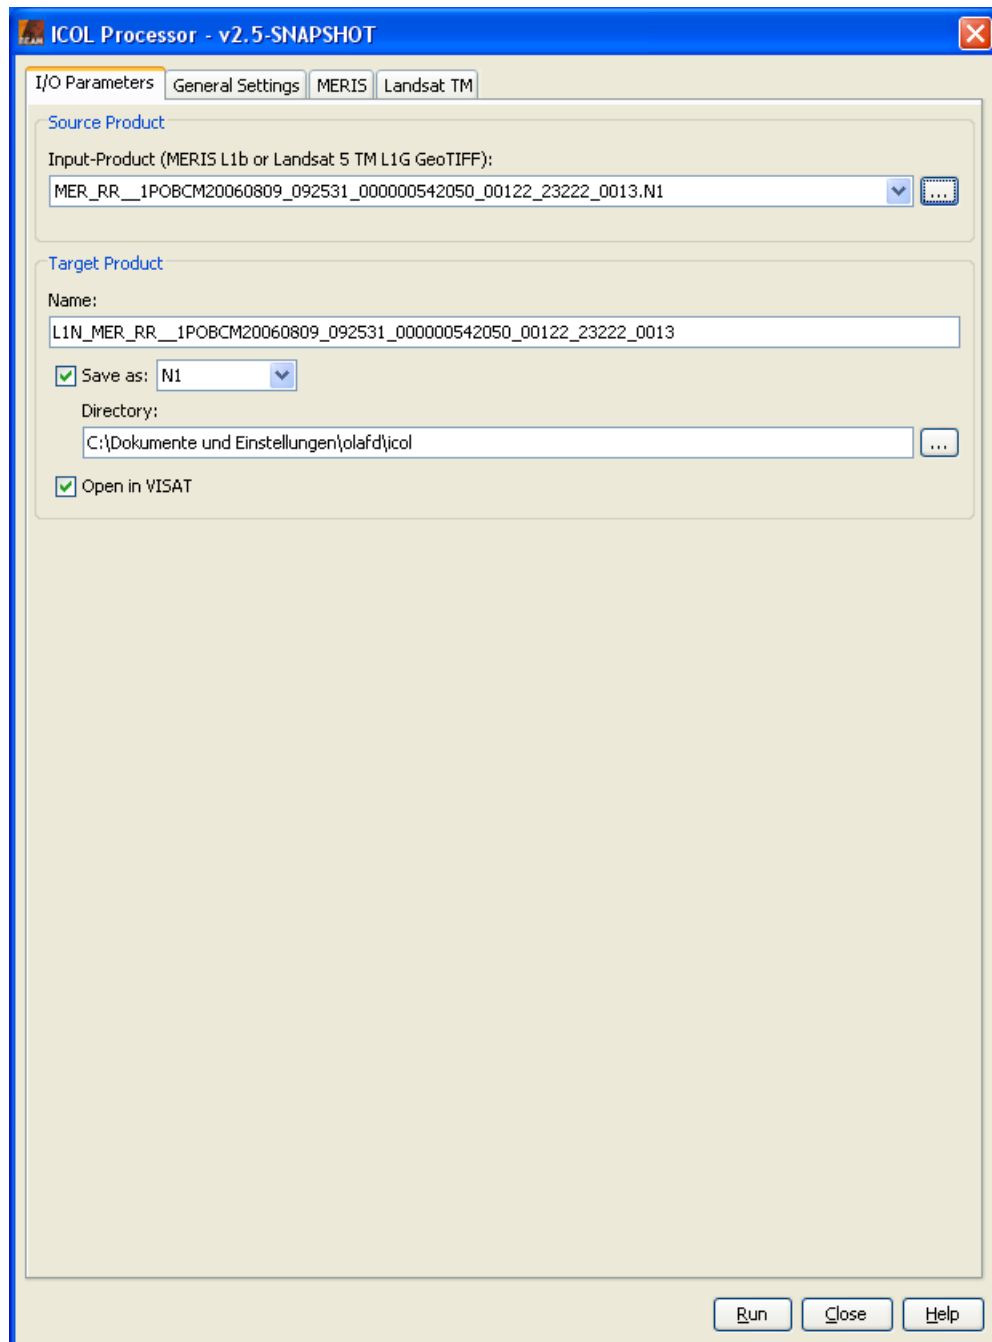 ICOL Processor - v2.5-SNAPSHOT
I/O Parameters General Settings MERIS Landsat TM
Source Product
Input-Product (MERIS L1b or Landsat 5 TM L1G GeoTIFF):
MER_RR__1POBCM20060809_092531_000000542050_00122_23222_0013.N1 ...
Target Product
Name:
L1N_MER_RR__1POBCM20060809_092531_000000542050_00122_23222_0013
Save as: N1
Directory:
C:\Dokumente und Einstellungen\olafd\icol ...
Open in VISAT
Run Close Help